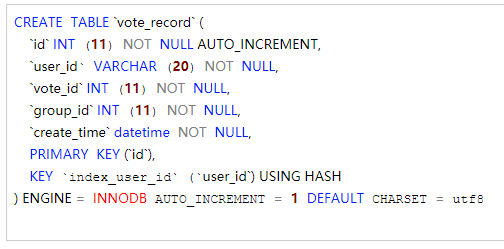 CREATE TABLE `vote_record` (
`id` INT (11) NOT NULL AUTO_INCREMENT,
`user_id` VARCHAR (20) NOT NULL,
`vote_id` INT (11) NOT NULL,
`group_id` INT (11) NOT NULL,
`create_time` datetime NOT NULL,
PRIMARY KEY (`id`),
KEY `index_user_id` (`user_id`) USING HASH
) ENGINE = INNODB AUTO_INCREMENT = 1 DEFAULT CHARSET = utf8